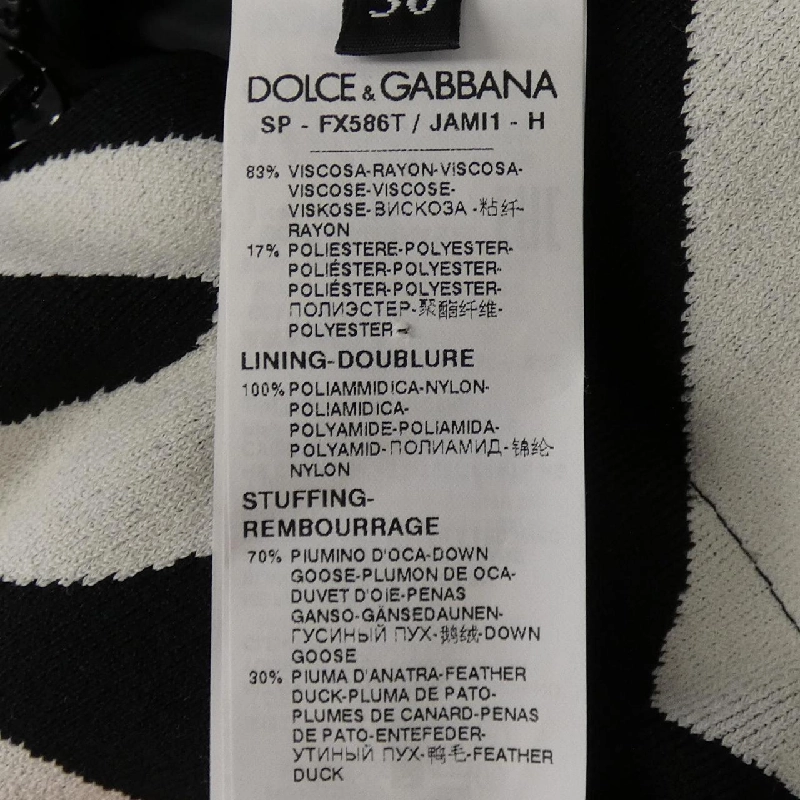 36
DOLCE & GABBANA
SP - FX586T / JAMI1 - H
83% VISCOSA-RAYON-VISCOSA-
VISCOSE-VISCOSE-
VISKOSE-ВИСКОЗА-粘纤-
RAYON
17% POLIESTERE-POLYESTER-
POLIÉSTER-POLYESTER-
POLIÉSTER-POLYESTER-
ПОЛИЭСТЕР-聚酯纤维-
POLYESTER
LINING-DOUBLURE
100% POLIAMMIDICA-NYLON-
POLIAMIDICA-
POLYAMIDE-POLIAMIDA-
POLYAMID-ПОЛИАМИД-锦纶-
NYLON
STUFFING-
REMBOURRAGE
70% PIUMINO D'OCA-DOWN
GOOSE-PLUMON DE OCA-
DUVET D'OIE-PENAS
GANSO-GÄNSEDAUNEN-
ГУСИНЫЙ ПУХ-鹅绒-DOWN
GOOSE
30% PIUMA D'ANATRA-FEATHER
DUCK-PLUMA DE PATO-
PLUMES DE CANARD-PENAS
DE PATO-ENTEFEDER-
УТИНЫЙ ПУХ-鸭毛-FEATHER
DUCK